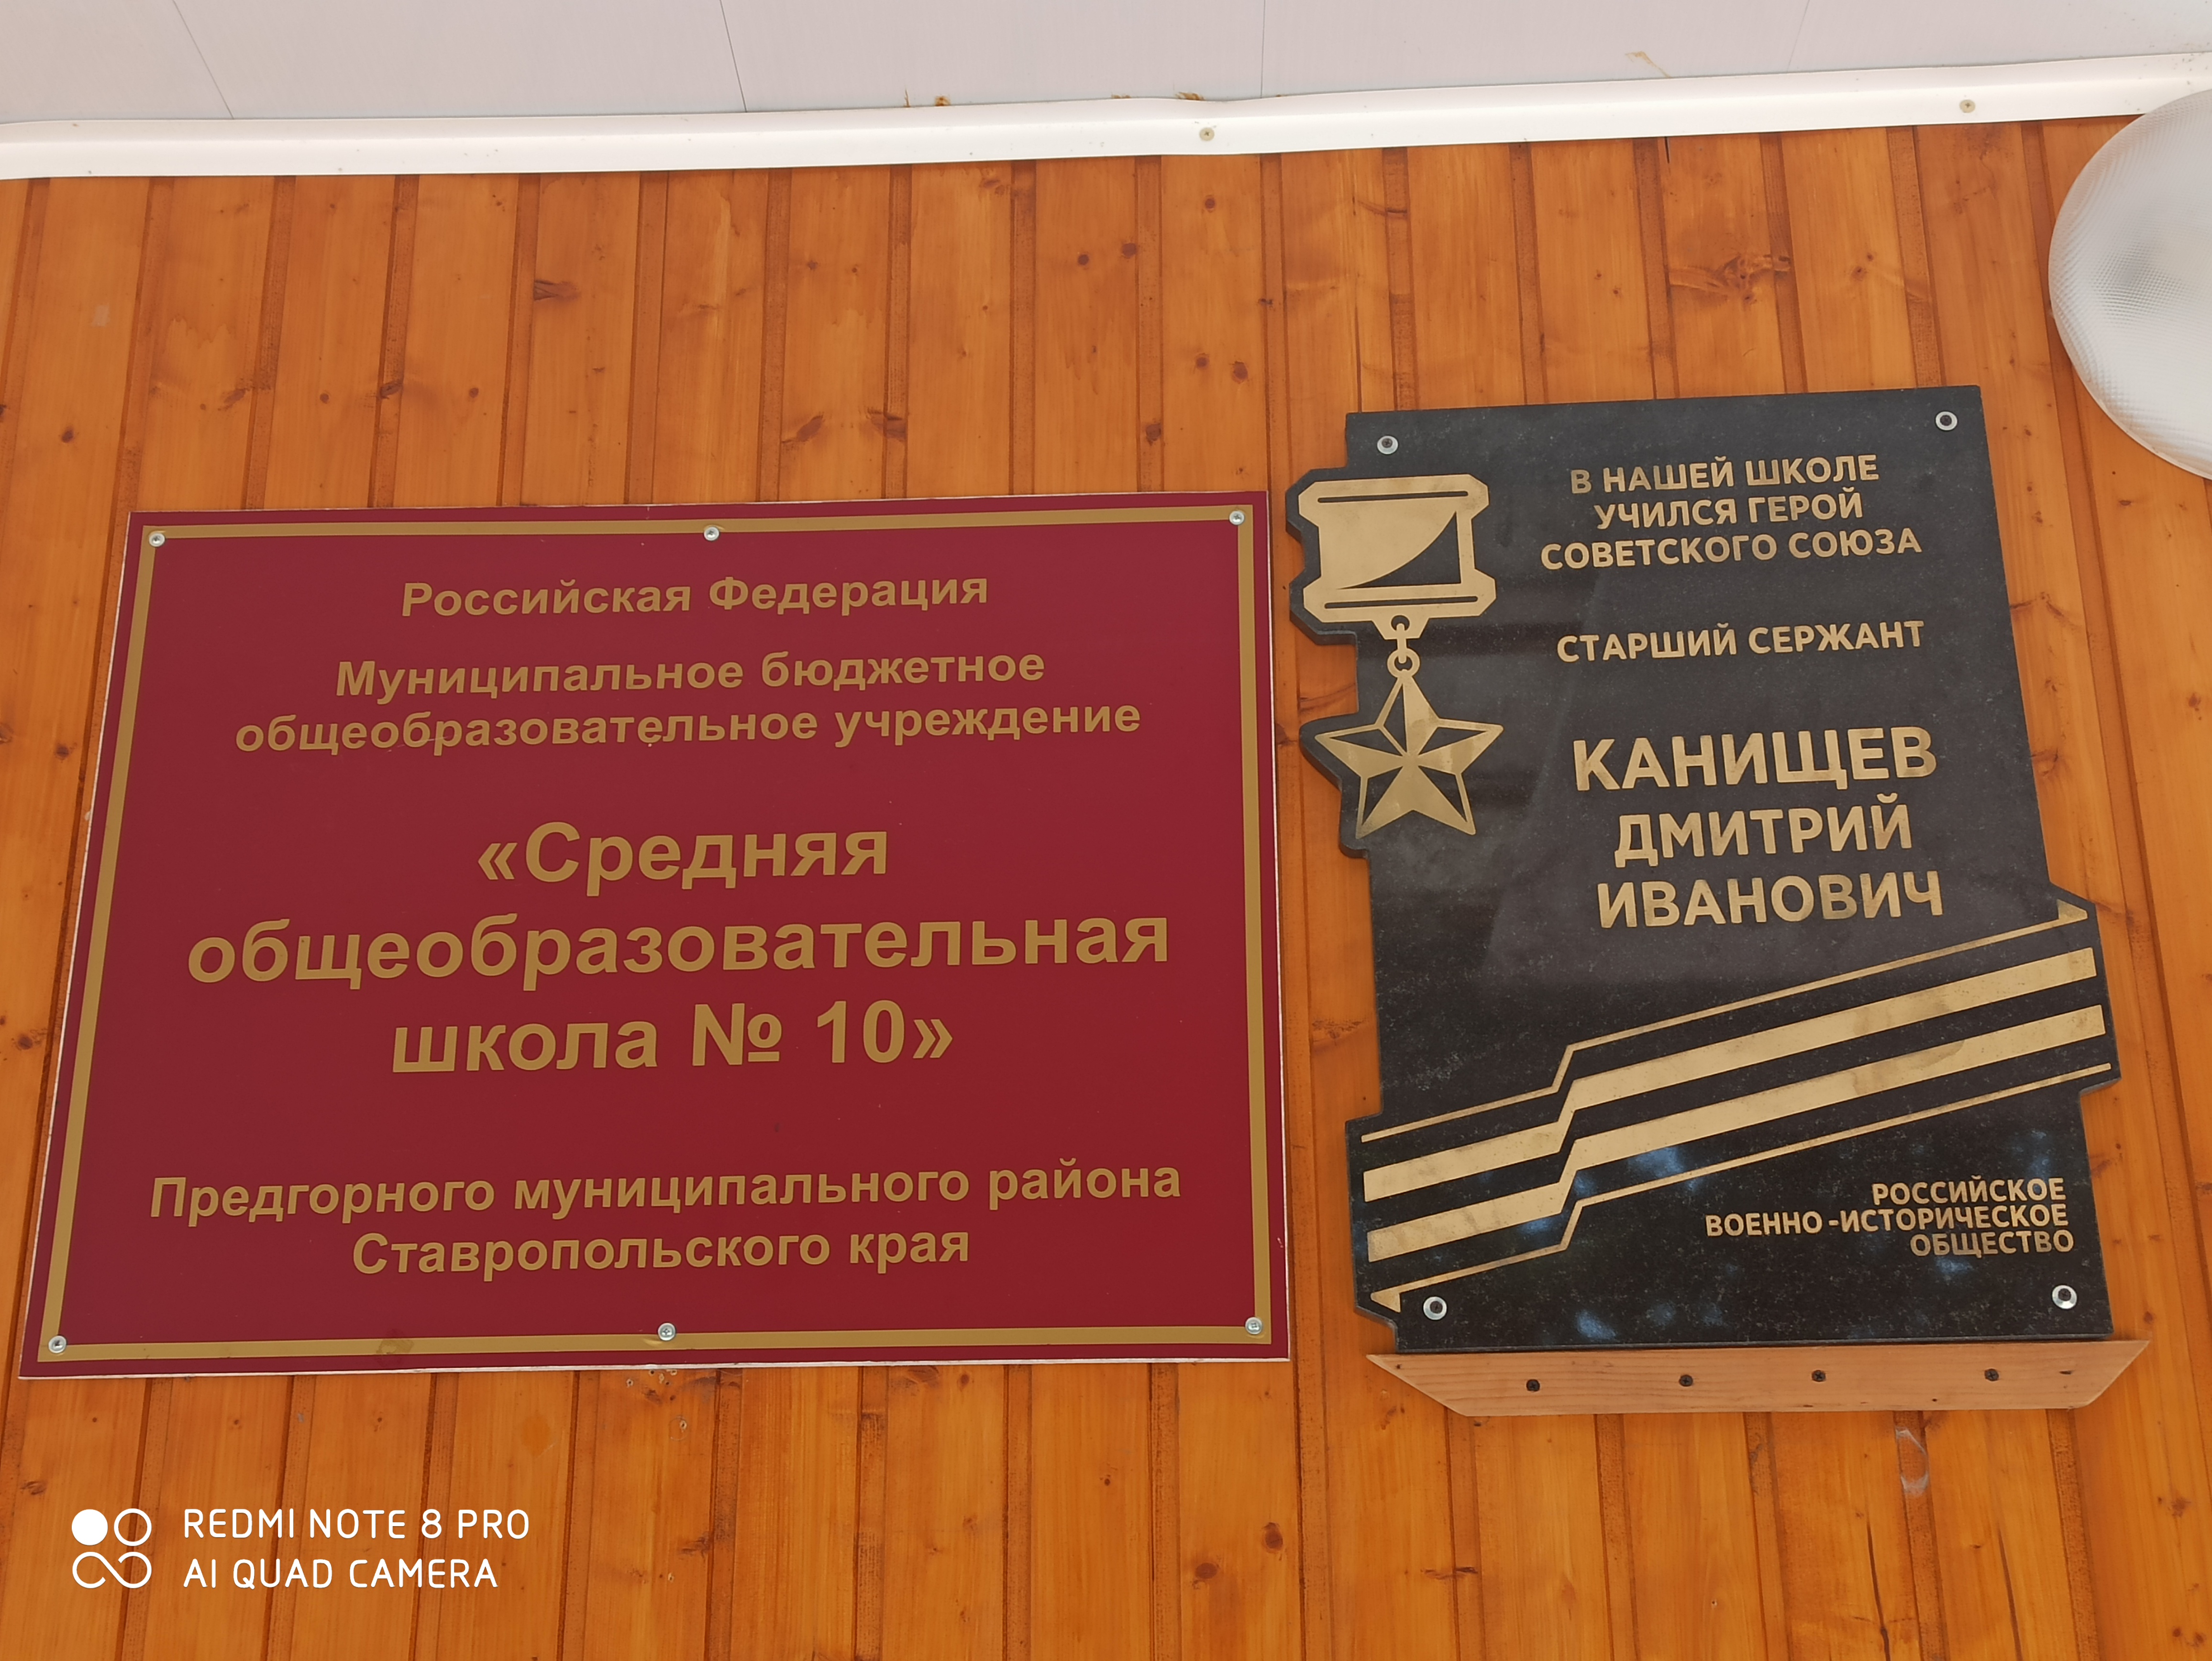 Российская Федерация
Муниципальное бюджетное
общеобразовательное учреждение
«Средняя
общеобразовательная
школа № 10»
Предгорного муниципального района
Ставропольского края
В НАШЕЙ ШКОЛЕ
УЧИЛСЯ ГЕРОЙ
СОВЕТСКОГО СОЮЗА
СТАРШИЙ СЕРЖАНТ
КАНИЩЕВ
ДМИТРИЙ
ИВАНОВИЧ
РОССИЙСКОЕ
ВОЕННО-ИСТОРИЧЕСКОЕ
ОБЩЕСТВО
REDMI NOTE 8 PRO
AI QUAD CAMERA